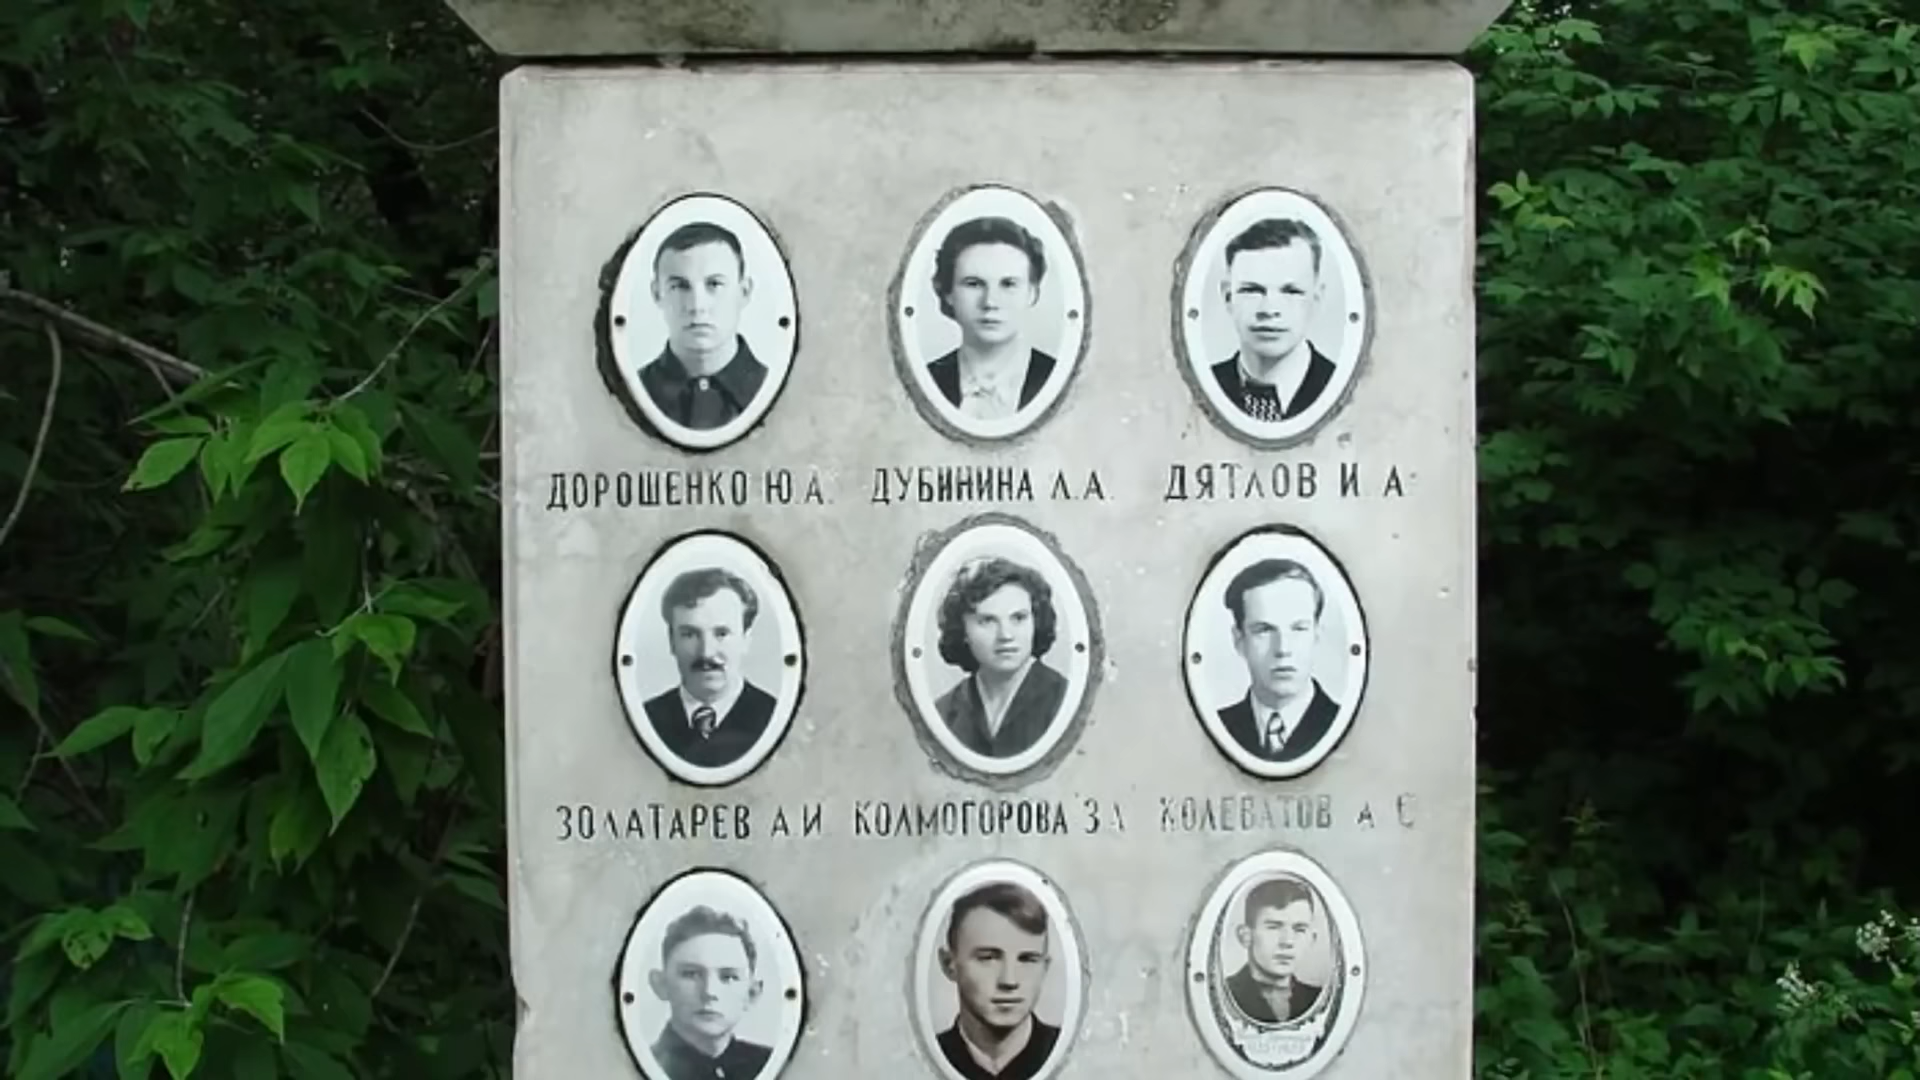 ДОРОШЕНКО Ю.А. ДУБИНИНА Л.А. ДЯТЛОВ И.А.
ЗОЛАТАРЕВ А.И КОЛМОГОРОВА З.А КОЛЕВАТОВ А.С